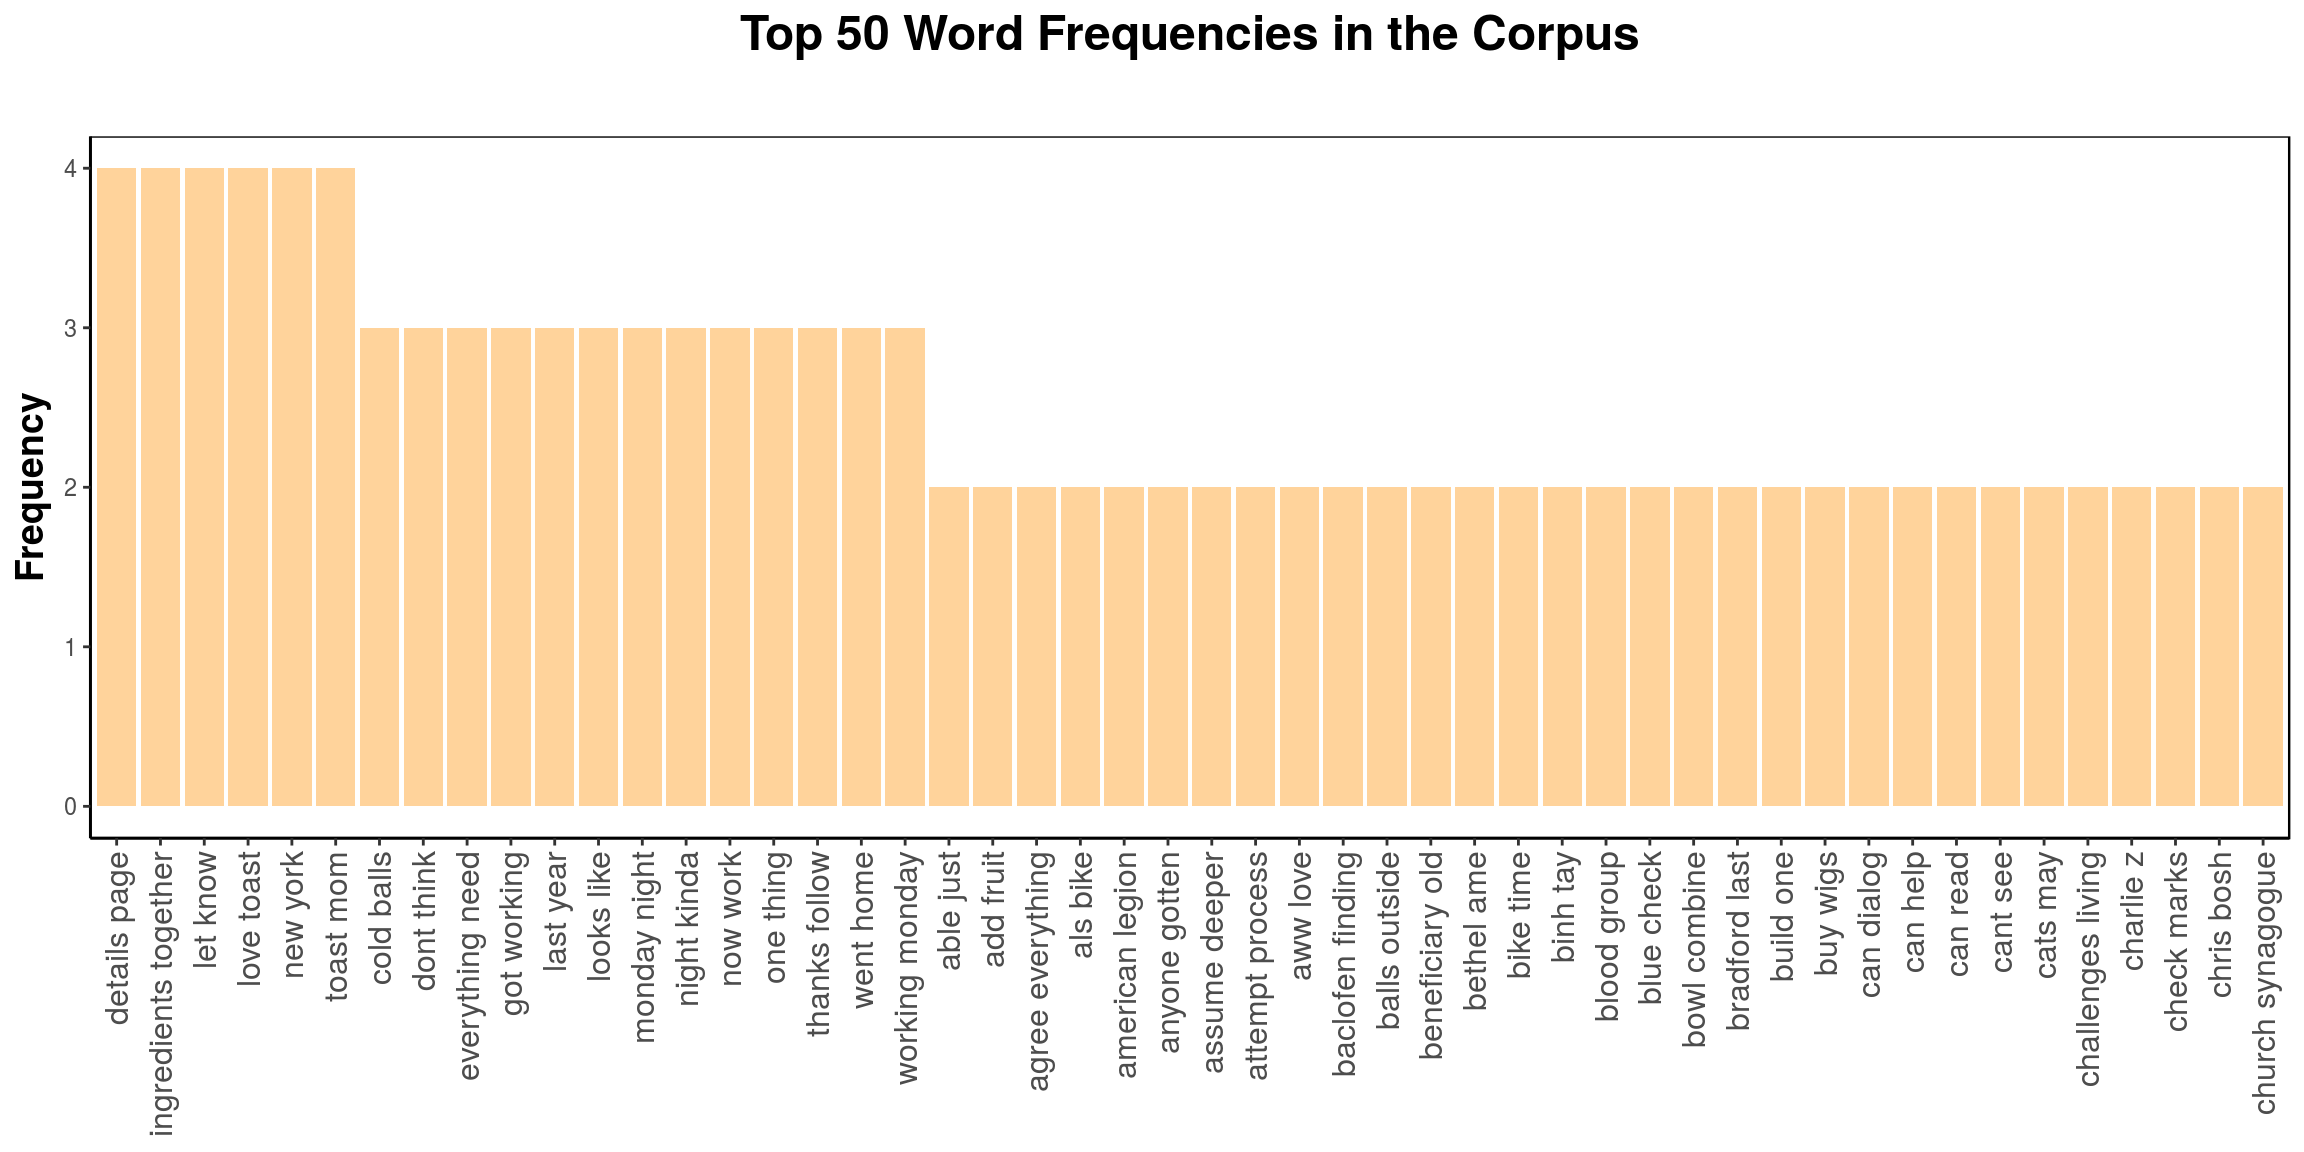 Top 50 Word Frequencies in the Corpus
Frequency
4
3
2
1
0
details page
ingredients together
let know
love toast
new york
toast mom
cold balls
dont think
everything need
got working
last year
looks like
monday night
night kinda
now work
one thing
thanks follow
went home
working monday
able just
add fruit
agree everything
als bike
american legion
anyone gotten
assume deeper
attempt process
aww love
baclofen finding
balls outside
beneficiary old
bethel ame
bike time
binh tay
blood group
blue check
bowl combine
bradford last
build one
buy wigs
can dialog
can help
can read
cant see
cats may
challenges living
charlie z
check marks
chris bosh
church synagogue